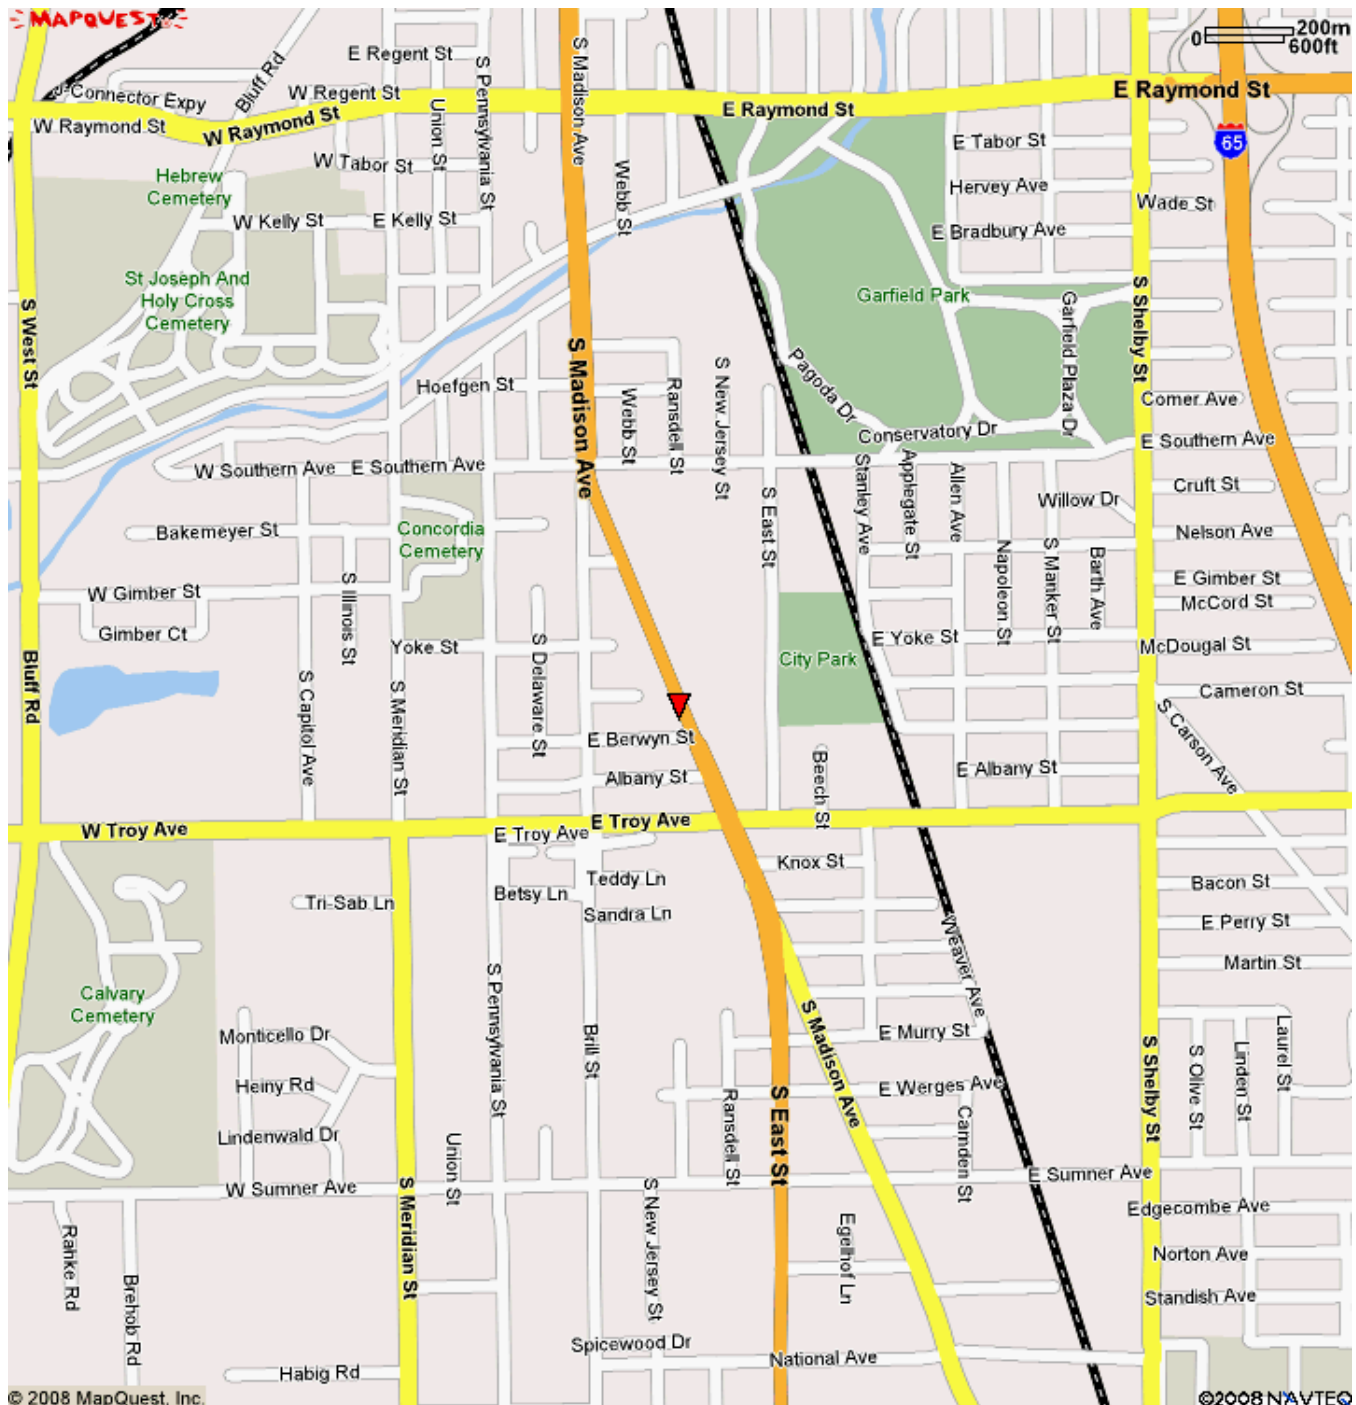 MAPQUEST
200m
0
600ft
E Regent St
S Pennsylvania St
S Madison Ave
Bluff Rd
Connector Expy
W Regent St
Union St
E Raymond St
E Raymond St
W Raymond St
W Raymond St
65
W Tabor St
E Tabor St
Hebrew
Cemetery
Webb St
Hervey Ave
Wade St
W Kelly St
E Kelly St
E Bradbury Ave
St Joseph And
Holy Cross
Cemetery
Garfield Park
Garfield Plaza Dr
S Shelby St
S West St
S Madison Ave
Pagoda Dr
Hoefgen St
Webb St
Ransdell St
S New Jersey St
Comer Ave
Conservatory Dr
E Southern Ave
W Southern Ave
E Southern Ave
Stanley Ave
Applegate St
Allen Ave
Cruft St
Willow Dr
S East St
Bakemeyer St
Concordia
Cemetery
Nelson Ave
Napoleon St
S Manker St
Barth Ave
S Illinois St
E Gimber St
W Gimber St
McCord St
Gimber Ct
Yoke St
S Delaware St
E Yoke St
McDougal St
City Park
Bluff Rd
S Capitol Ave
S Meridian St
Cameron St
S Carson Ave
E Berwyn St
Albany St
Beech St
E Albany St
W Troy Ave
E Troy Ave
E Troy Ave
Knox St
Teddy Ln
Betsy Ln
Tri-Sab Ln
Sandra Ln
Bacon St
E Perry St
Weaver Ave
Martin St
S Pennsylvania St
Calvary
Cemetery
S Madison Ave
Monticello Dr
Brill St
E Murry St
S Shelby St
S Olive St
Linden St
Laurel St
Heiny Rd
Ransdell St
S East St
E Werges Ave
Camden St
Lindenwald Dr
Union St
W Sumner Ave
S Meridian St
S New Jersey St
E Sumner Ave
Egelhof Ln
Edgecombe Ave
Rahke Rd
Brehob Rd
Norton Ave
Standish Ave
Spicewood Dr
National Ave
Habig Rd
© 2008 MapQuest, Inc.
©2008 NAVTEQ